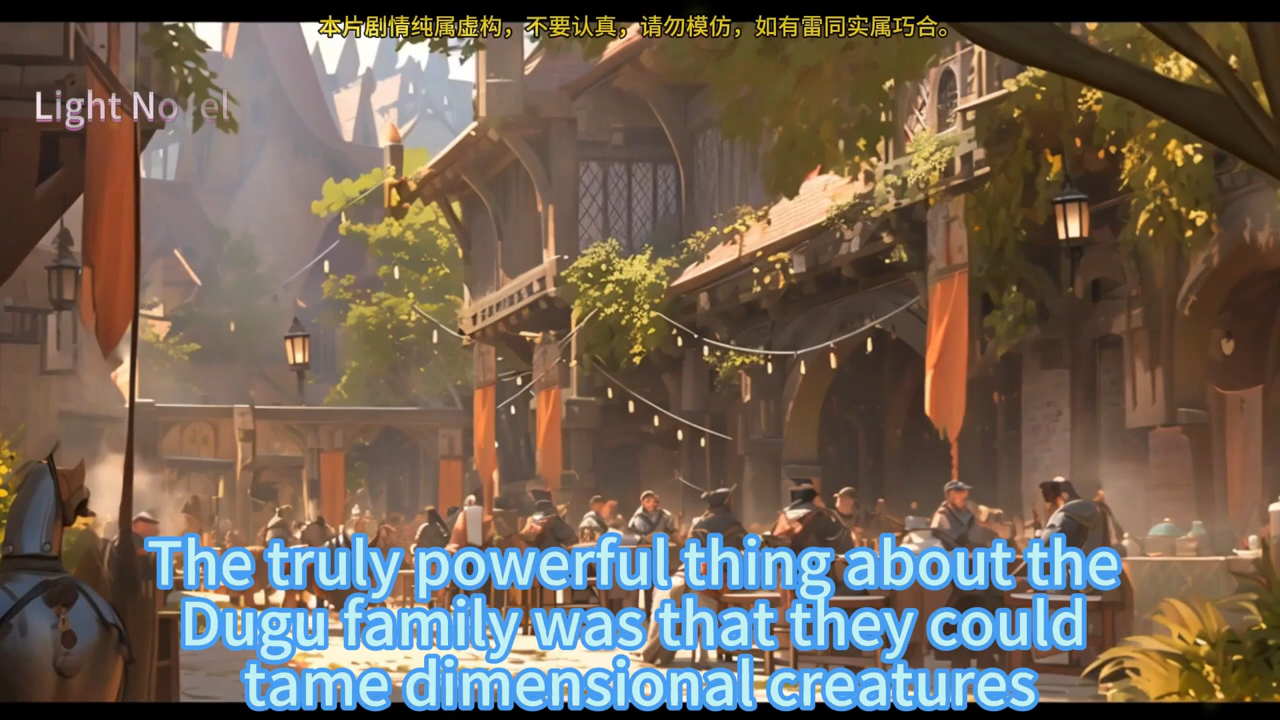 本片剧情纯属虚构，不要认真，请勿模仿，如有雷同实属巧合。
Light Novel
The truly powerful thing about the
Dugu family was that they could
tame dimensional creatures